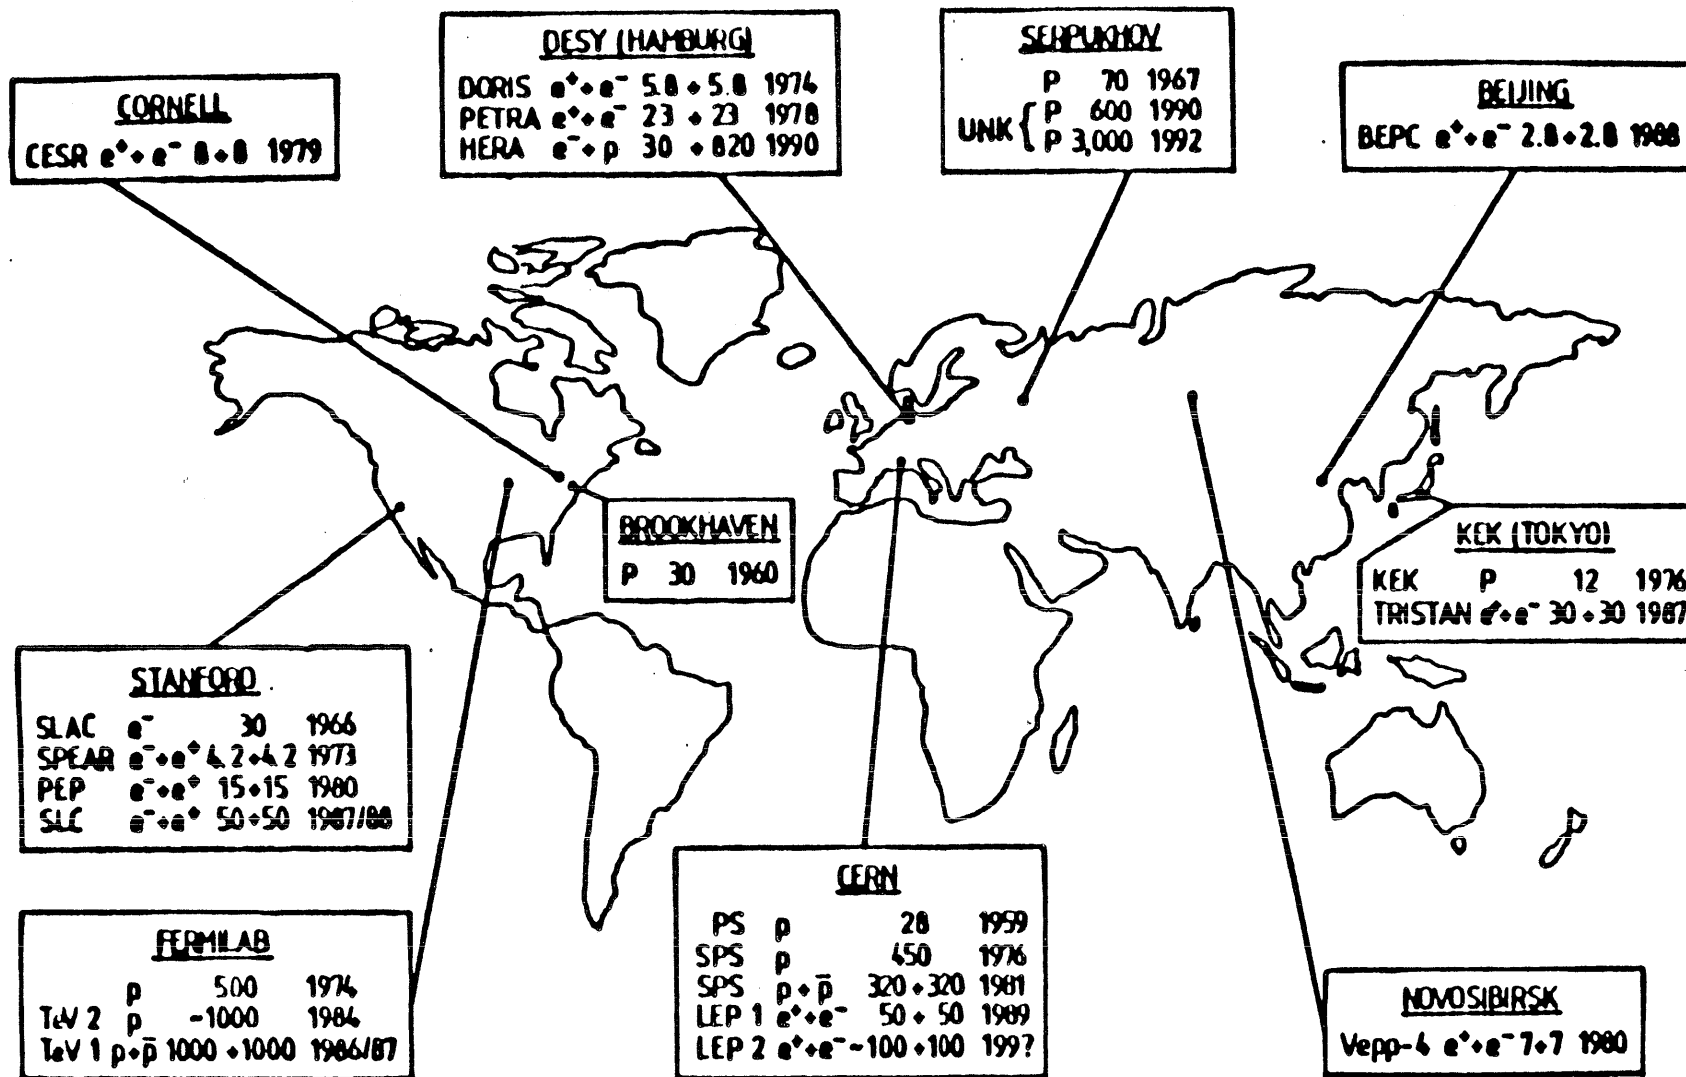 CORNELL
CESR e⁺+e⁻ 8+8 1979
DESY (HAMBURG)
DORIS e⁺+e⁻ 5.8+5.8 1974
PETRA e⁺+e⁻ 23 +23 1978
HERA e⁻+p 30 +820 1990
SERPUKHOV
P 70 1967
UNK { P 600 1990
P 3,000 1992
BEIJING
BEPC e⁺+e⁻ 2.8+2.8 1988
BROOKHAVEN
P 30 1960
KEK (TOKYO)
KEK P 12 1976
TRISTAN e⁺+e⁻ 30+30 1987
STANFORD
SLAC e⁻ 30 1966
SPEAR e⁻+e⁺ 4.2+4.2 1973
PEP e⁻+e⁺ 15+15 1980
SLC e⁻+e⁺ 50+50 1987/88
FERMILAB
p 500 1974
TeV 2 p ~1000 1984
TeV 1 p+p̄ 1000+1000 1986/87
CERN
PS p 28 1959
SPS p 450 1976
SPS p+p̄ 320+320 1981
LEP 1 e⁺+e⁻ 50+50 1989
LEP 2 e⁺+e⁻ ~100+100 199?
NOVOSIBIRSK
Vepp-4 e⁺+e⁻ 7+7 1980